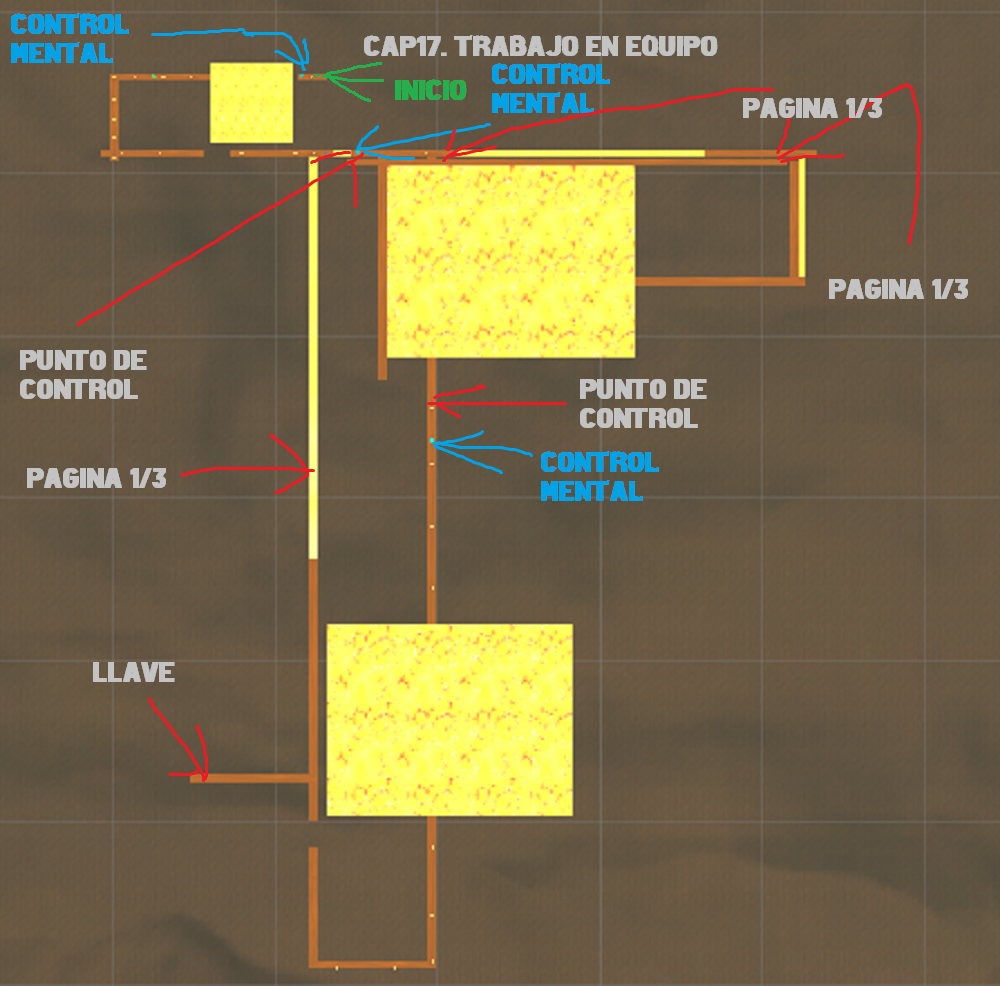 CONTROL
MENTAL
CAP17. TRABAJO EN EQUIPO
INICIO
CONTROL
MENTAL
PAGINA 1/3
PAGINA 1/3
PUNTO DE
CONTROL
PUNTO DE
CONTROL
CONTROL
MENTAL
PAGINA 1/3
LLAVE